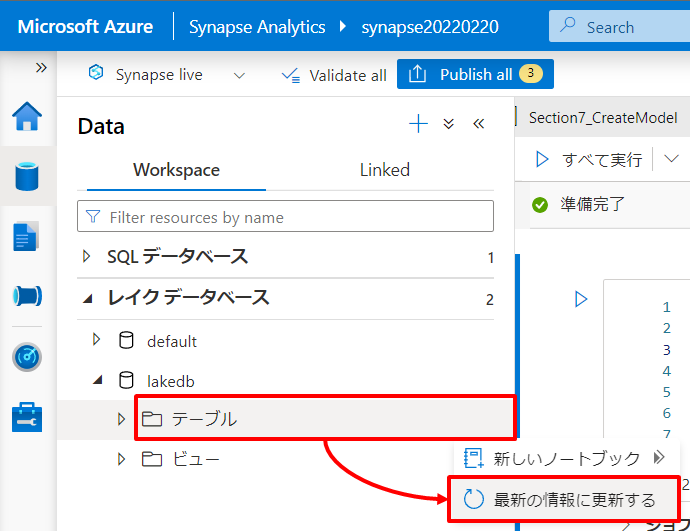 Microsoft Azure
Synapse Analytics
synapse20220220
Search
Synapse live
Validate all
Publish all
3
Data
Workspace
Linked
Filter resources by name
SQL データベース
1
レイク データベース
2
default
lakedb
テーブル
ビュー
Section7_CreateModel
すべて実行
準備完了
1
2
3
4
5
6
7
新しいノートブック
最新の情報に更新する